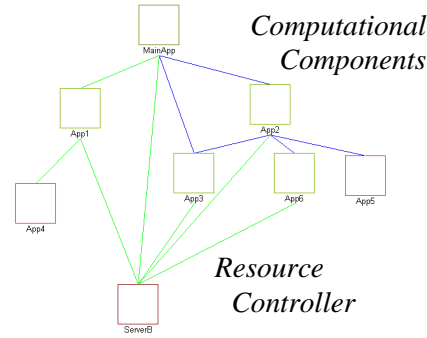 Computational
Components
MainApp
App1
App2
App3
App6
App5
App4
Resource
Controller
ServerB